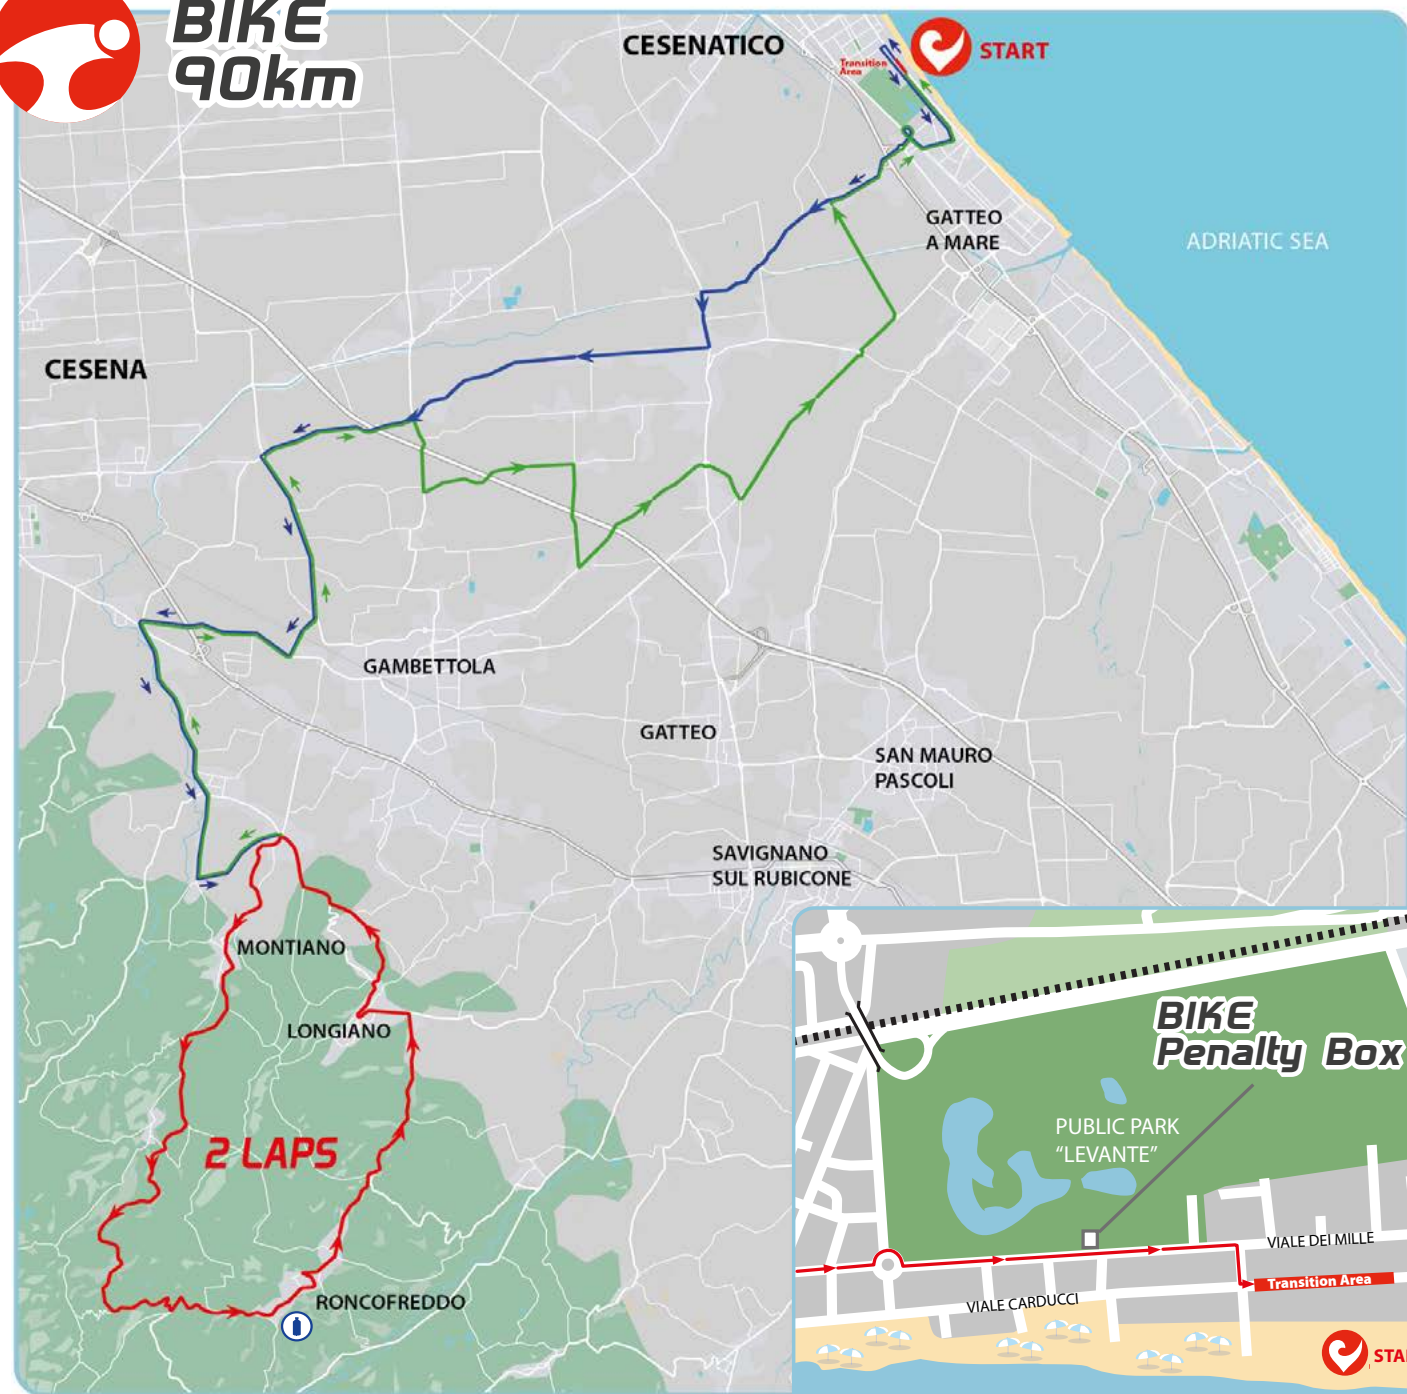 BIKE
90km
CESENATICO
Transition
Area
START
GATTEO
A MARE
ADRIATIC SEA
CESENA
GAMBETTOLA
GATTEO
SAN MAURO
PASCOLI
SAVIGNANO
SUL RUBICONE
MONTIANO
LONGIANO
2 LAPS
RONCOFREDDO
BIKE
Penalty Box
PUBLIC PARK
“LEVANTE”
VIALE DEI MILLE
Transition Area
VIALE CARDUCCI
STA